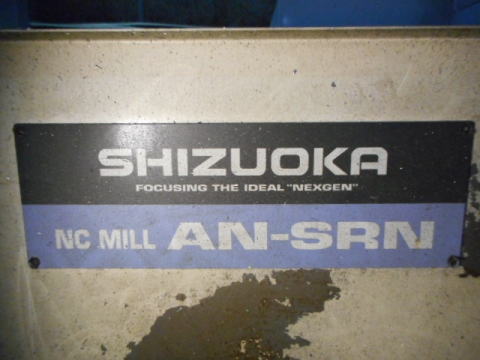 SHIZUOKA
FOCUSING THE IDEAL "NEXGEN"
NC MILL AN-SRN